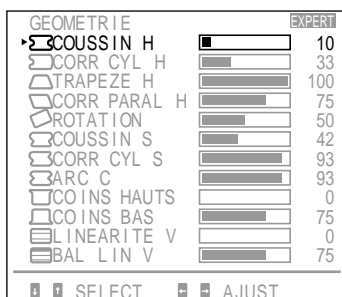 GEOMETRIE EXPERT
COUSSIN H 10
CORR CYL H 33
TRAPEZE H 100
CORR PARAL H 75
ROTATION 50
COUSSIN S 42
CORR CYL S 93
ARC C 93
COINS HAUTS 0
COINS BAS 75
LINEARITE V 0
BAL LIN V 75
SELECT AJUST